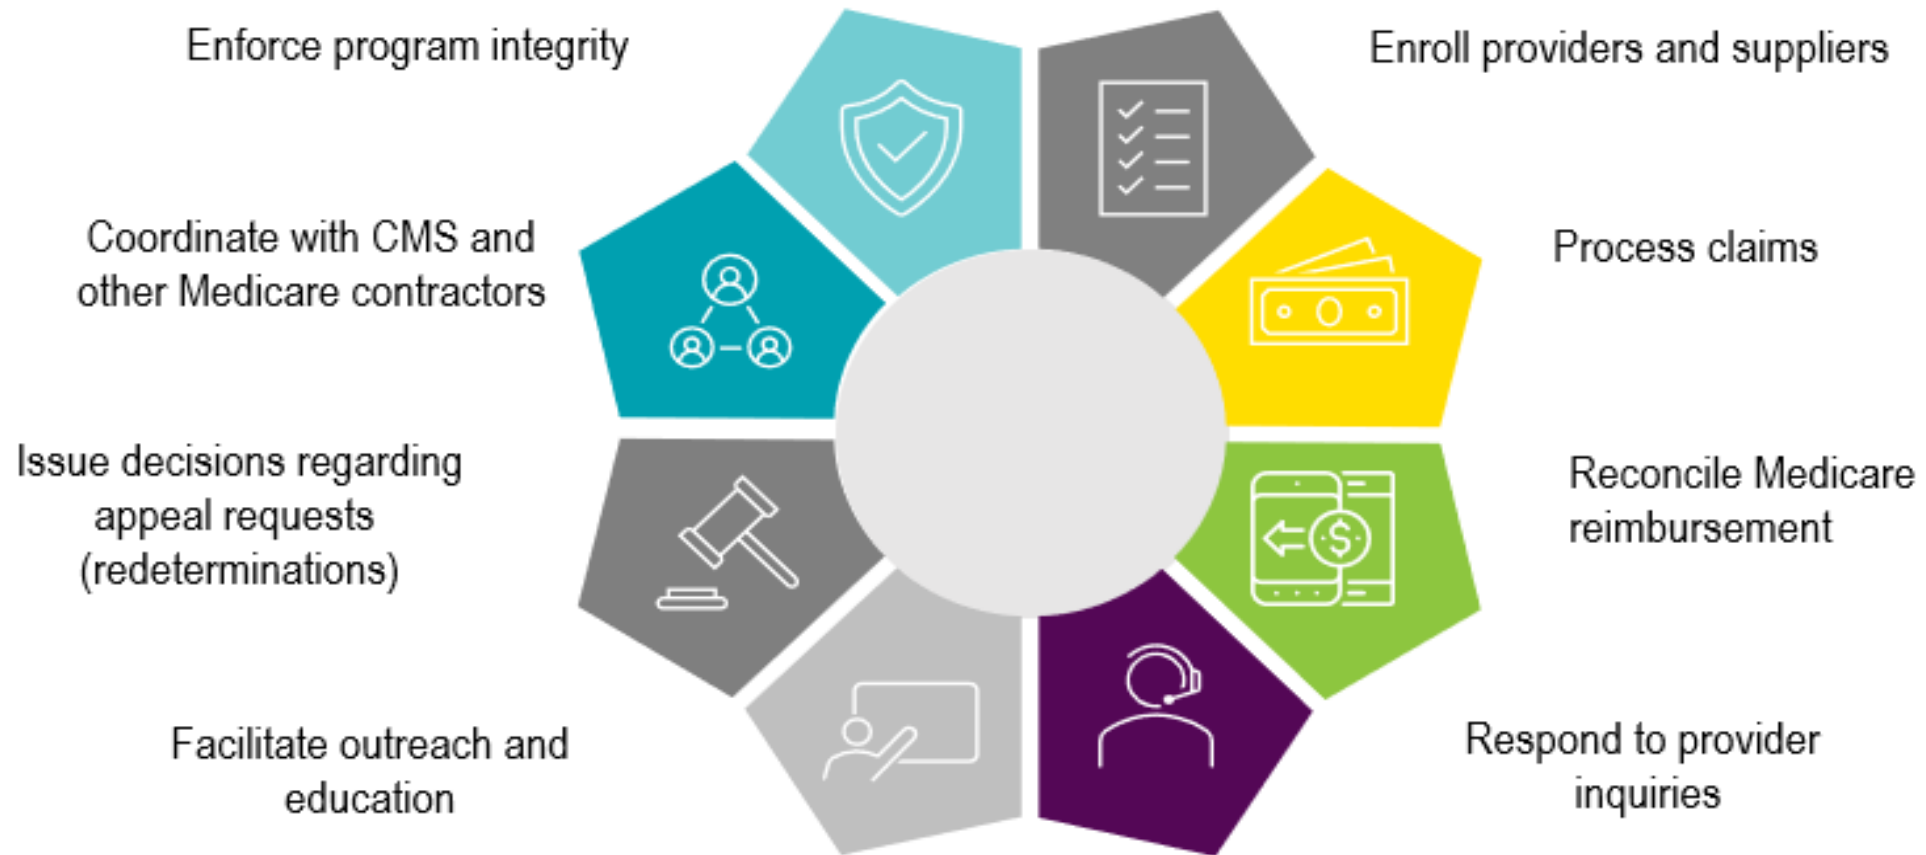 Enforce program integrity
Enroll providers and suppliers
Coordinate with CMS and
other Medicare contractors
Process claims
Issue decisions regarding
appeal requests
(redeterminations)
Reconcile Medicare
reimbursement
Facilitate outreach and
education
Respond to provider
inquiries